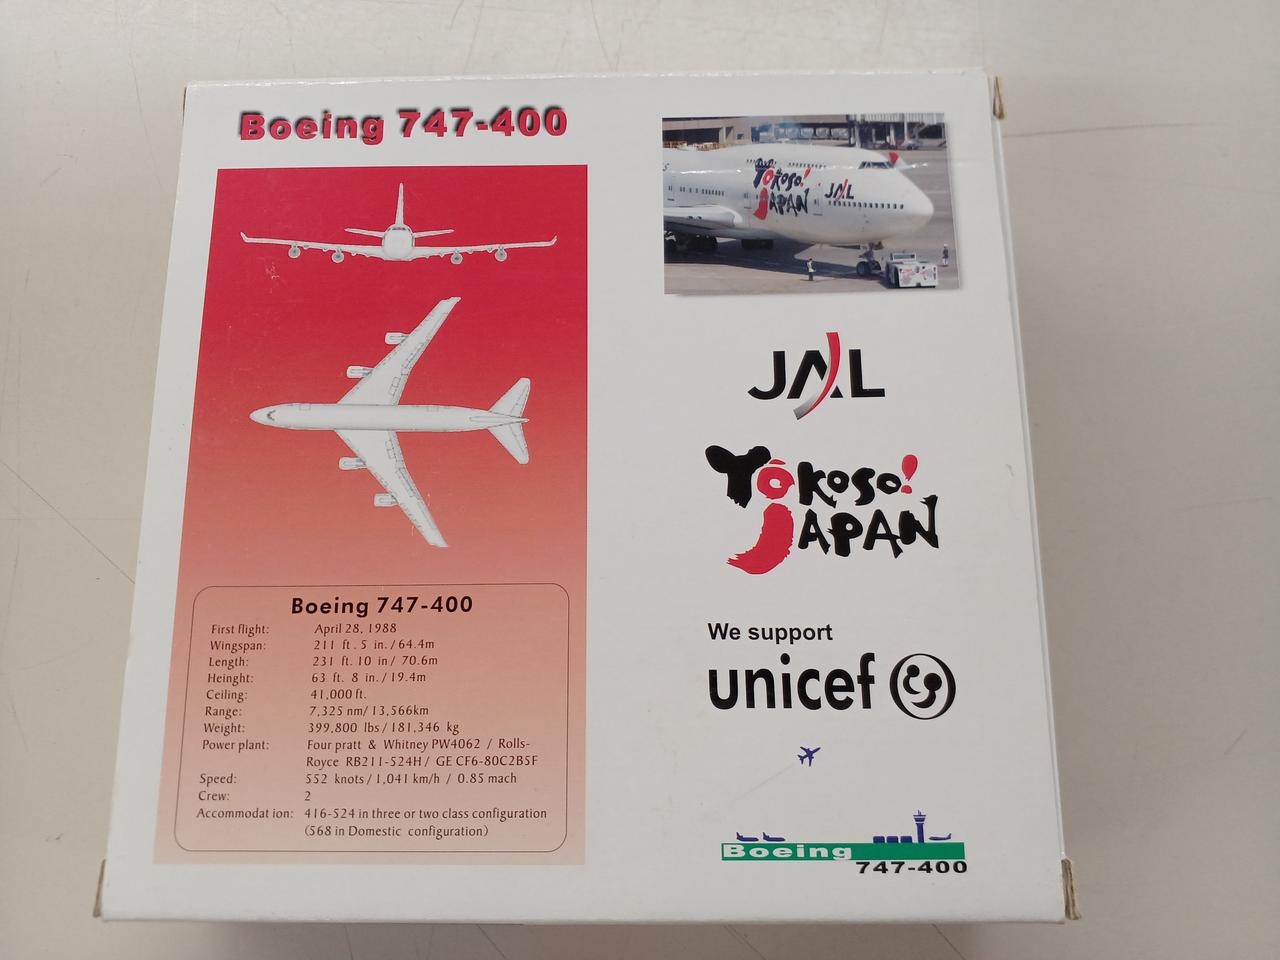 Boeing 747-400
Boeing 747-400
First flight: April 28, 1988
Wingspan: 211 ft . 5 in. / 64.4m
Length: 231 ft. 10 in / 70.6m
Heinght: 63 ft. 8 in / 19.4m
Ceiling: 41,000 ft.
Range: 7,325 nm/ 13,566km
Weight: 399,800 lbs / 181,346 kg
Power plant: Four pratt & Whitney PW4062 / Rolls-
Royce RB211-524H / GE CF6-80C2B5F
Speed: 552 knots / 1,041 km/h / 0.85 mach
Crew: 2
Accommodation: 416-524 in three or two class configuration
(568 in Domestic configuration)
Yōkoso!
JAPAN
JAL
JAL
Yōkoso!
JAPAN
We support
unicef
Boeing
747-400